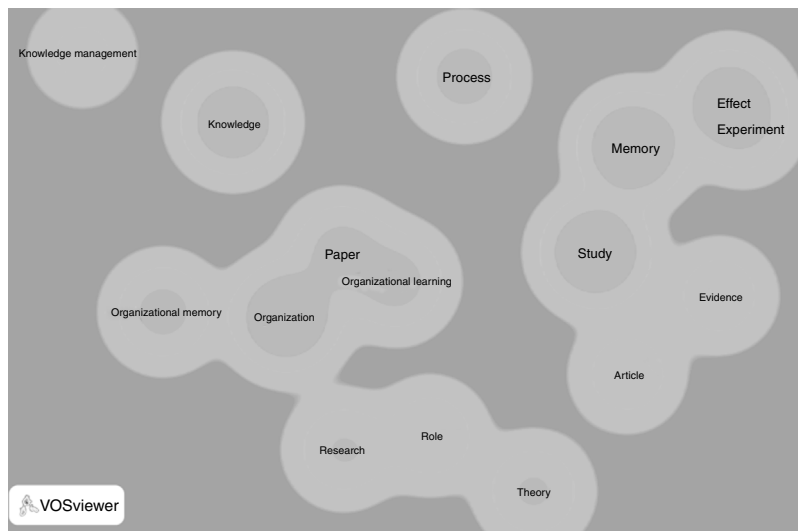 Knowledge management
Process
Effect
Knowledge
Experiment
Memory
Paper
Study
Organizational learning
Evidence
Organizational memory
Organization
Article
Role
Research
Theory
VOSviewer